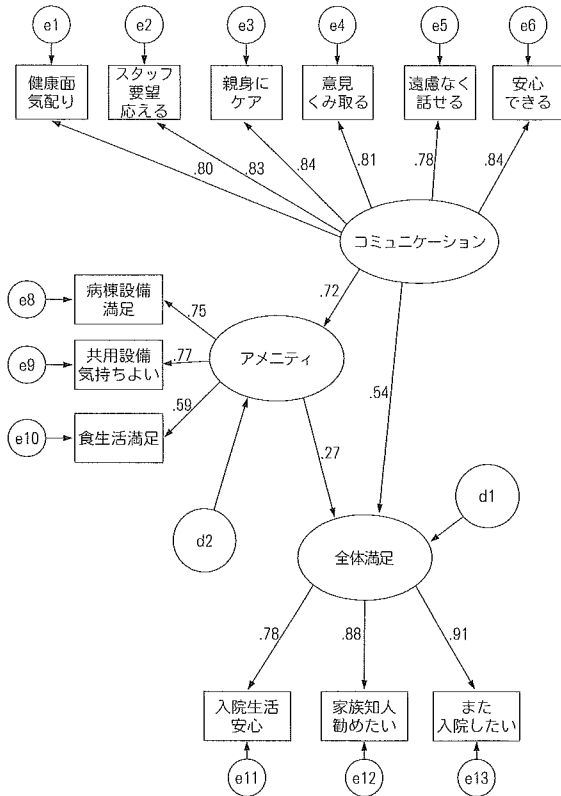 e1
e2
e3
e4
e5
e6
健康面
気配り
スタッフ
要望
応える
親身に
ケア
意見
くみ取る
遠慮なく
話せる
安心
できる
.80
.83
.84
.81
.78
.84
コミュニケーション
e8
病棟設備
満足
.75
.72
e9
共用設備
気持ちよい
.77
アメニティ
.59
.54
e10
食生活満足
.27
d2
d1
全体満足
.78
.88
.91
入院生活
安心
家族知人
勧めたい
また
入院したい
e11
e12
e13